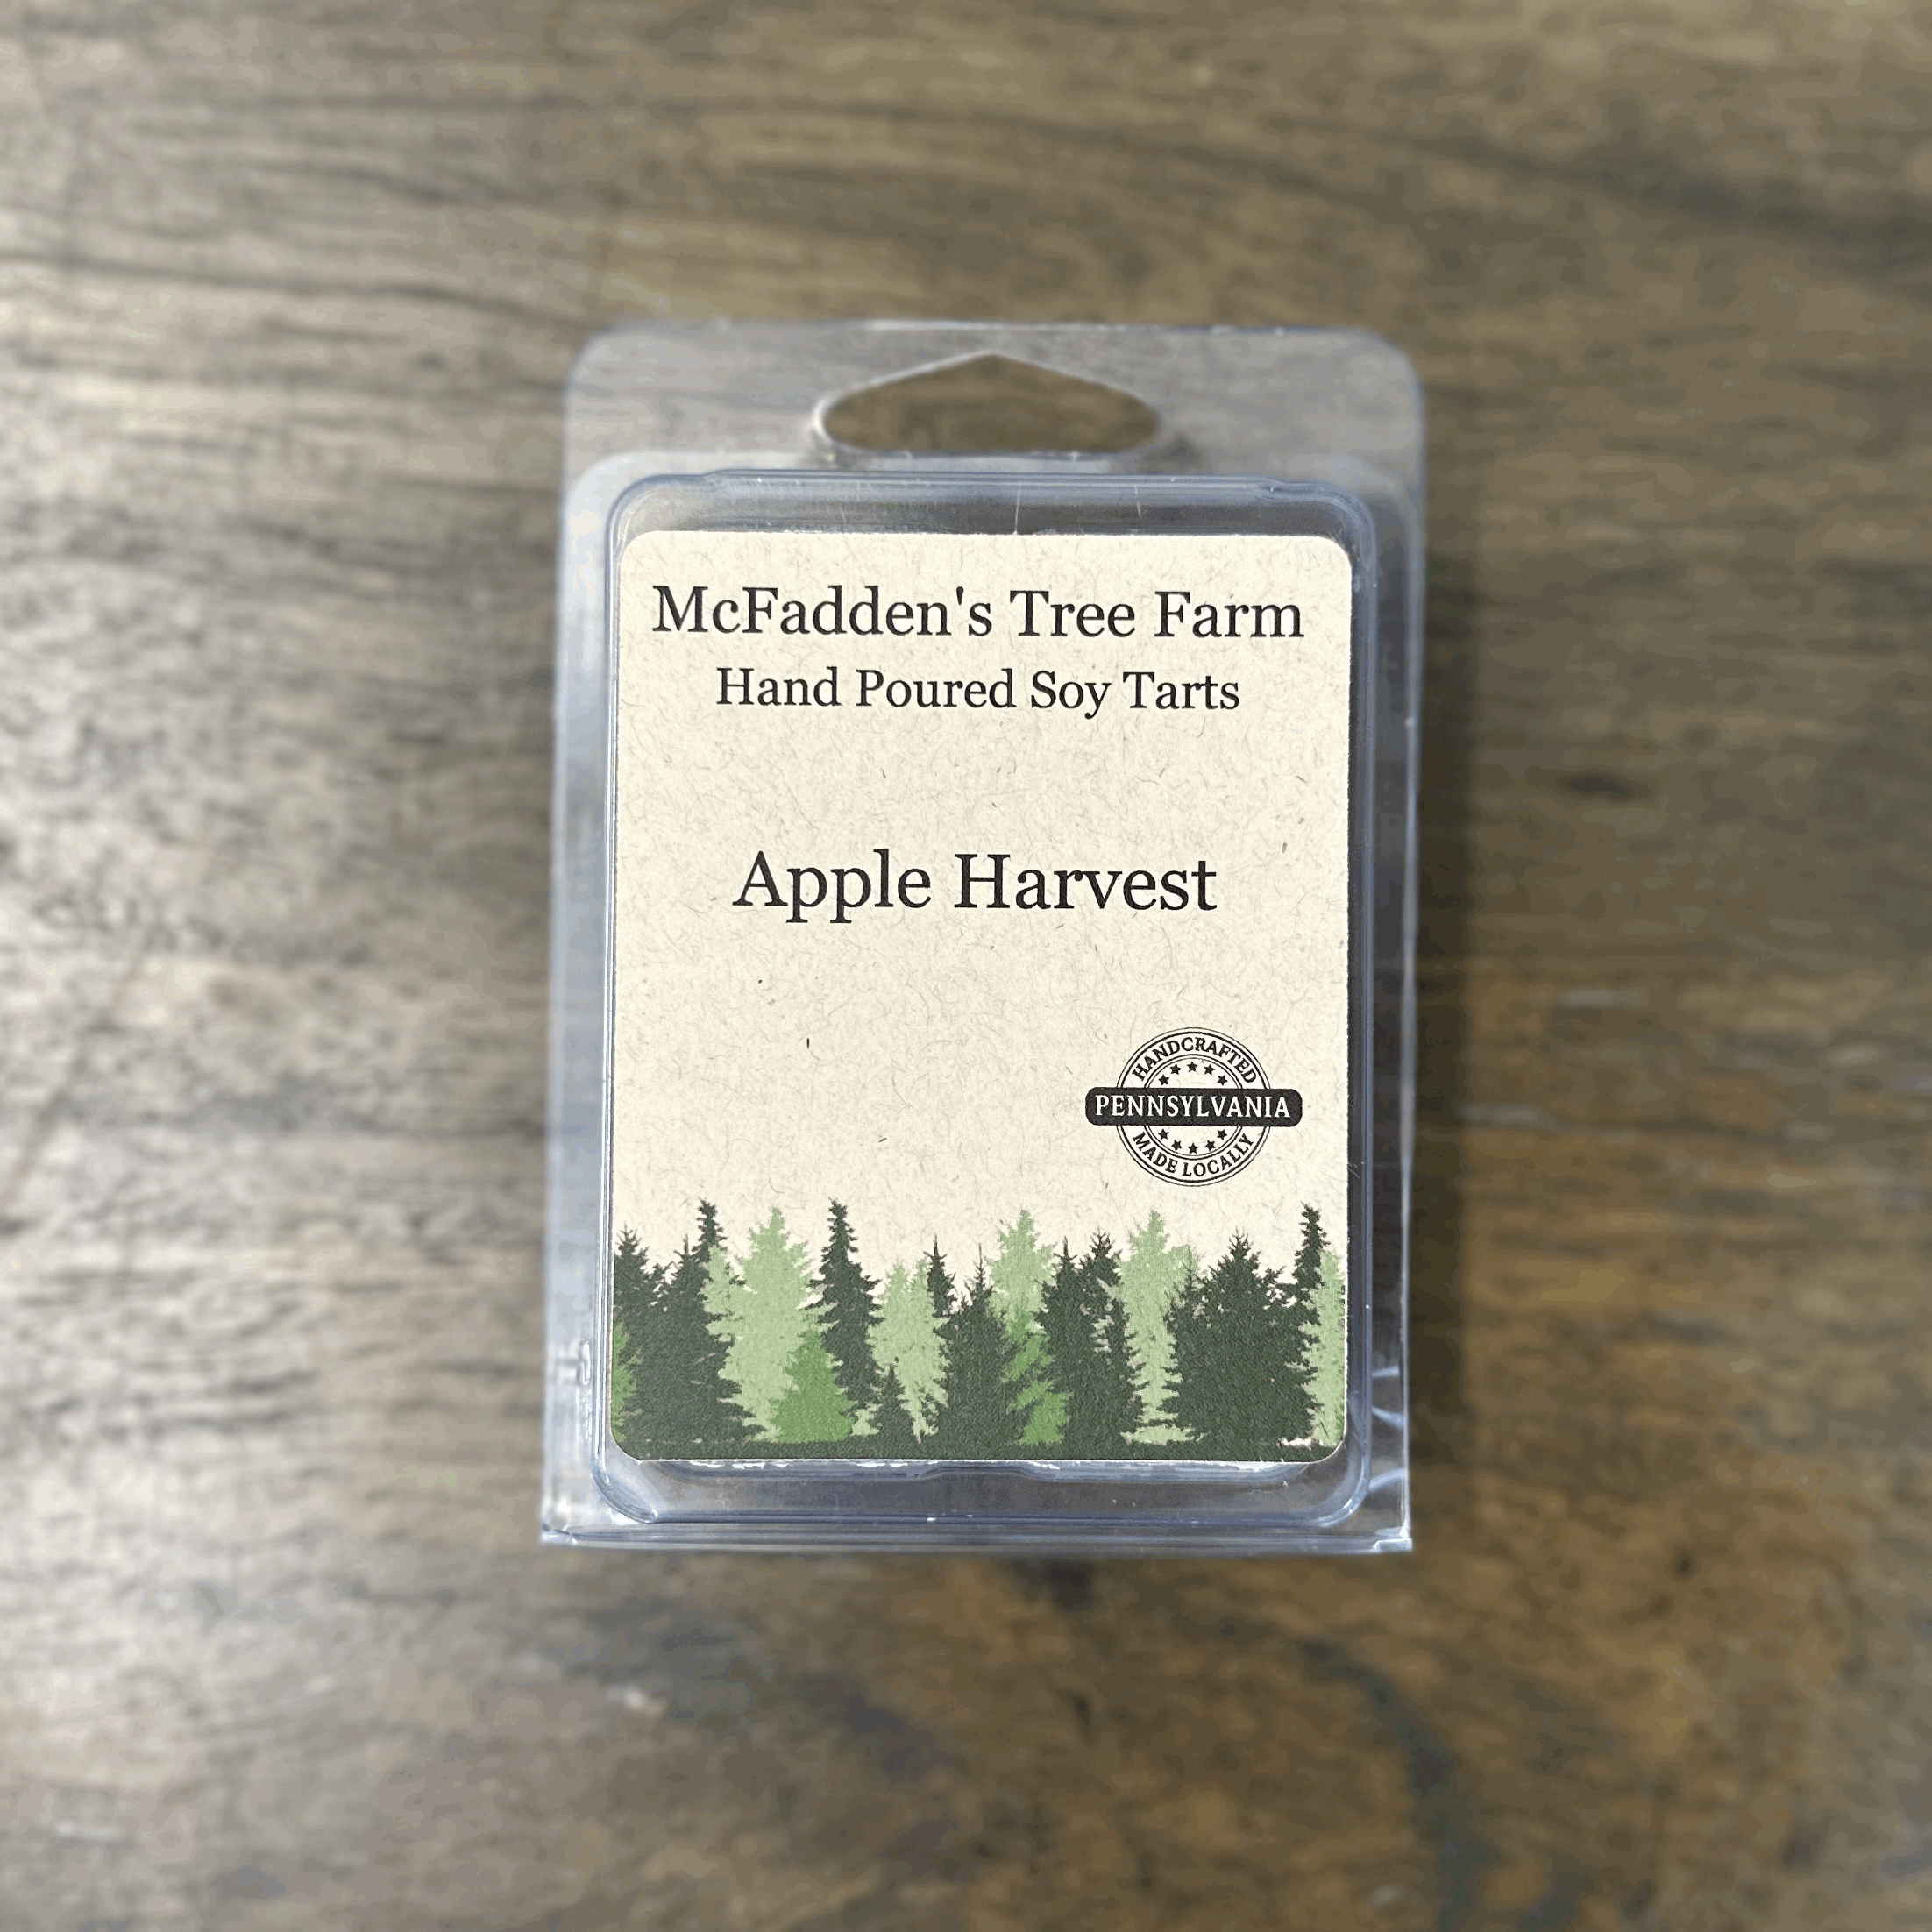 McFadden's Tree Farm
Hand Poured Soy Tarts
Apple Harvest
HANDCRAFTED
PENNSYLVANIA
MADE LOCALLY